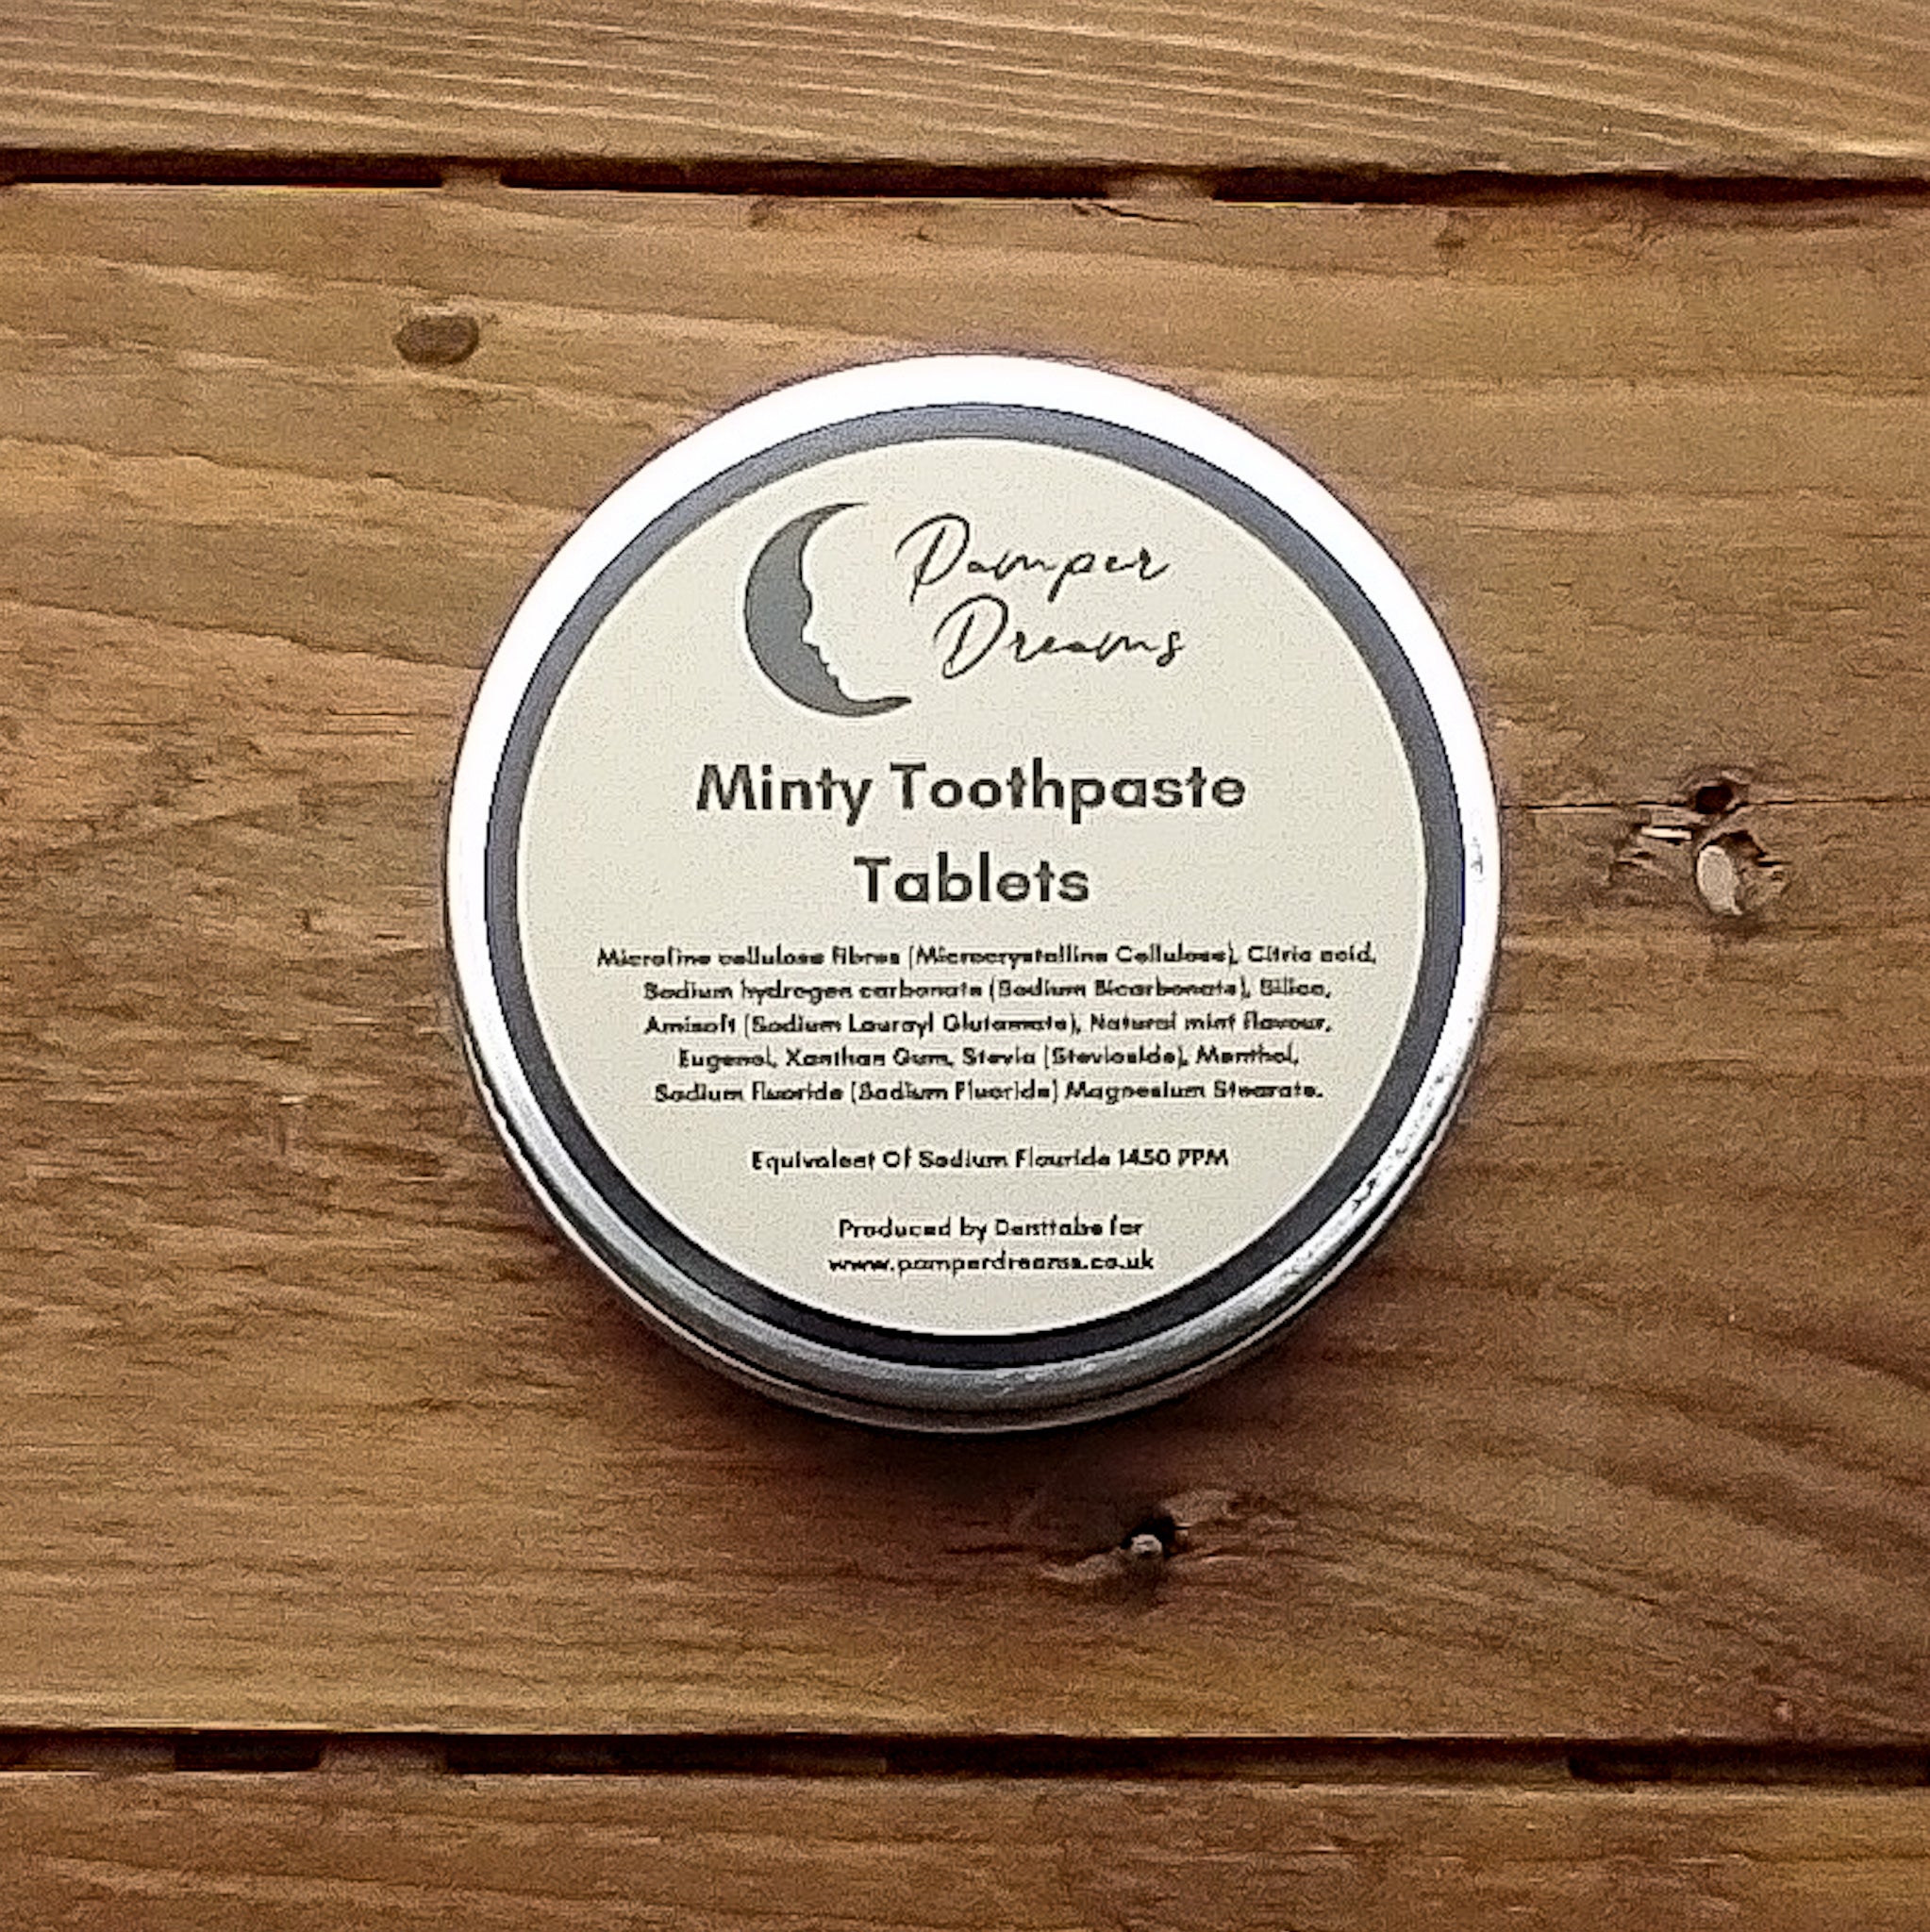 Pamper
Dreams
Minty Toothpaste
Tablets
Microfine cellulose fibres (Microcrystalline Cellulose), Citric acid,
Sodium hydrogen carbonate (Sodium Bicarbonate), Silica,
Amisoft (Sodium Lauroyl Glutamate), Natural mint flavour,
Eugenol, Xanthan Gum, Stevia (Stevioside), Menthol,
Sodium fluoride (Sodium Fluoride) Magnesium Stearate.
Equivalent Of Sodium Flouride 1450 PPM
Produced by Denttabs for
www.pamperdreams.co.uk